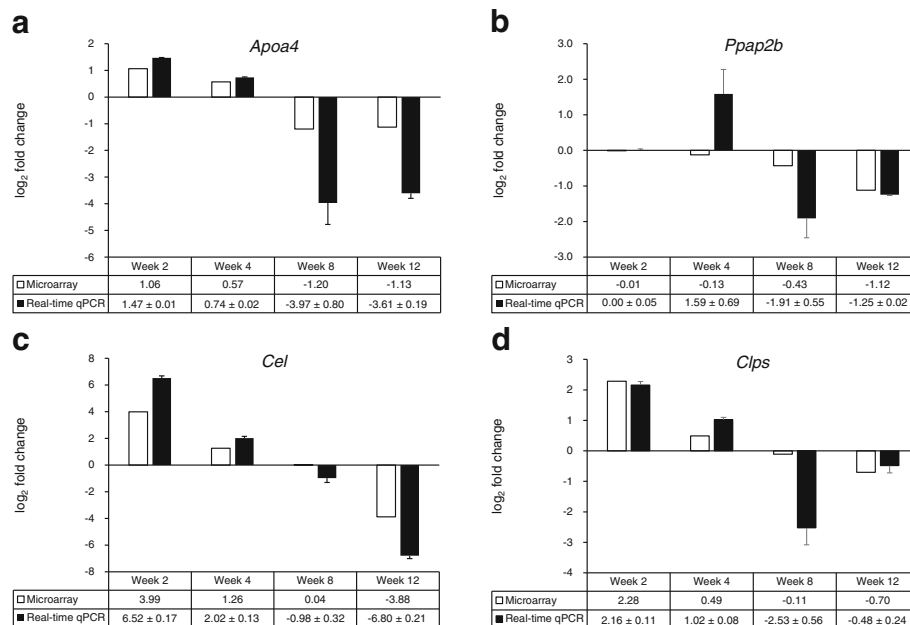 a
Apoa4
log2 fold change
2
1
0
-1
-2
-3
-4
-5
-6
Week 2 Week 4 Week 8 Week 12
Microarray 1.06 0.57 -1.20 -1.13
Real-time qPCR 1.47 ± 0.01 0.74 ± 0.02 -3.97 ± 0.80 -3.61 ± 0.19
b
Ppap2b
log2 fold change
3.0
2.0
1.0
0.0
-1.0
-2.0
-3.0
Week 2 Week 4 Week 8 Week 12
Microarray -0.01 -0.13 -0.43 -1.12
Real-time qPCR 0.00 ± 0.05 1.59 ± 0.69 -1.91 ± 0.55 -1.25 ± 0.02
c
Cel
log2 fold change
8
6
4
2
0
-2
-4
-6
-8
Week 2 Week 4 Week 8 Week 12
Microarray 3.99 1.26 0.04 -3.88
Real-time qPCR 6.52 ± 0.17 2.02 ± 0.13 -0.98 ± 0.32 -6.80 ± 0.21
d
Clps
log2 fold change
3
2
1
0
-1
-2
-3
-4
Week 2 Week 4 Week 8 Week 12
Microarray 2.28 0.49 -0.11 -0.70
Real-time qPCR 2.16 ± 0.11 1.02 ± 0.08 -2.53 ± 0.56 -0.48 ± 0.24